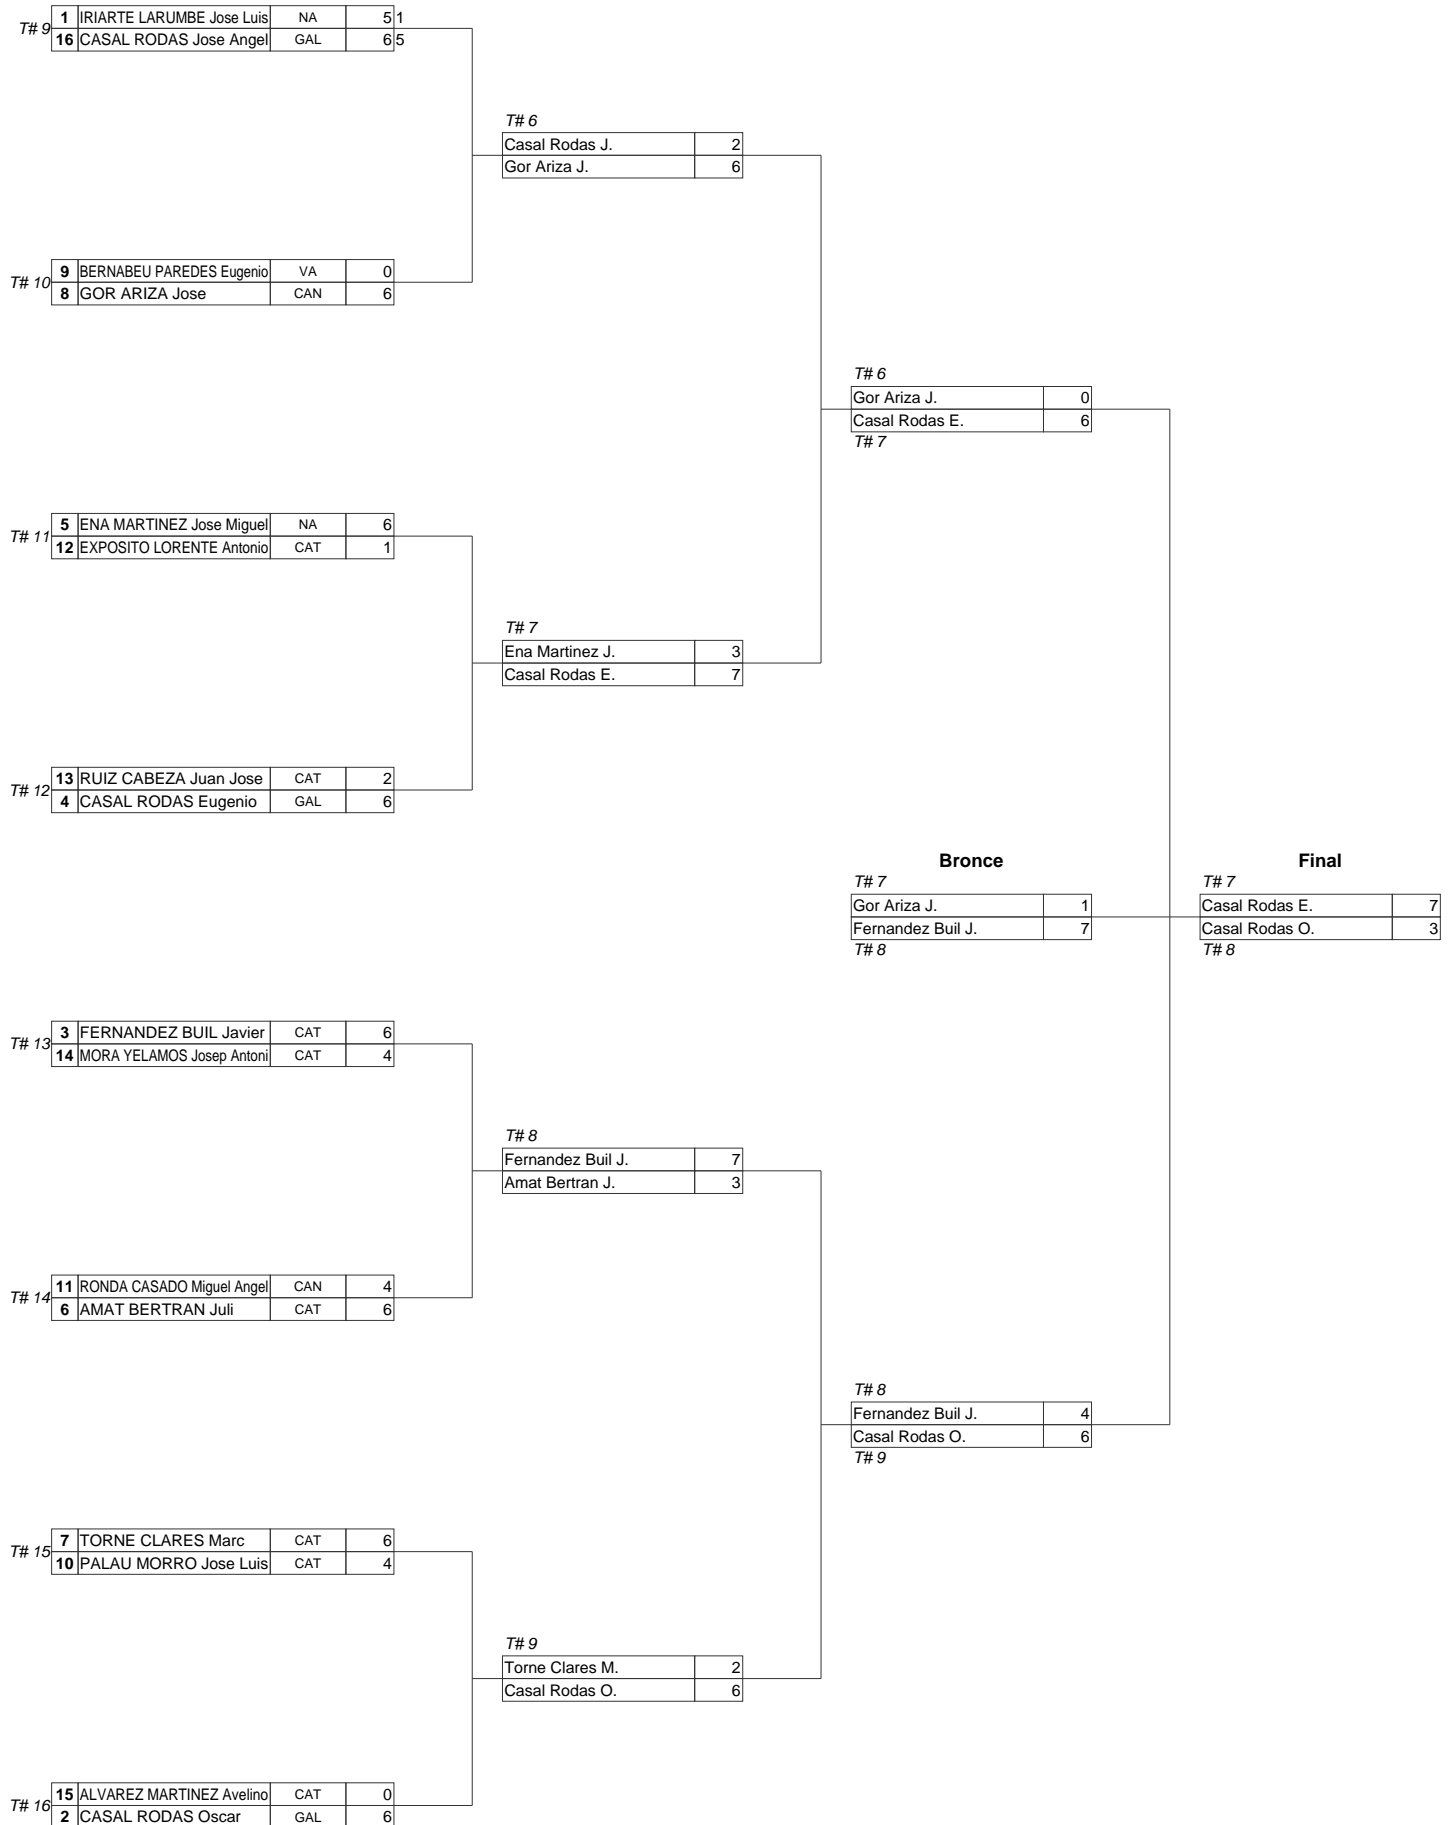 T# 9
1 IRIARTE LARUMBE Jose Luis NA 5 1
16 CASAL RODAS Jose Angel GAL 6 5
T# 6
Casal Rodas J. 2
Gor Ariza J. 6
T# 10
9 BERNABEU PAREDES Eugenio VA 0
8 GOR ARIZA Jose CAN 6
T# 6
Gor Ariza J. 0
Casal Rodas E. 6
T# 7
T# 11
5 ENA MARTINEZ Jose Miguel NA 6
12 EXPOSITO LORENTE Antonio CAT 1
T# 7
Ena Martinez J. 3
Casal Rodas E. 7
T# 12
13 RUIZ CABEZA Juan Jose CAT 2
4 CASAL RODAS Eugenio GAL 6
Bronce
T# 7
Gor Ariza J. 1
Fernandez Buil J. 7
T# 8
Final
T# 7
Casal Rodas E. 7
Casal Rodas O. 3
T# 8
T# 13
3 FERNANDEZ BUIL Javier CAT 6
14 MORA YELAMOS Josep Antoni CAT 4
T# 8
Fernandez Buil J. 7
Amat Bertran J. 3
T# 14
11 RONDA CASADO Miguel Angel CAN 4
6 AMAT BERTRAN Juli CAT 6
T# 8
Fernandez Buil J. 4
Casal Rodas O. 6
T# 9
T# 15
7 TORNE CLARES Marc CAT 6
10 PALAU MORRO Jose Luis CAT 4
T# 9
Torne Clares M. 2
Casal Rodas O. 6
T# 16
15 ALVAREZ MARTINEZ Avelino CAT 0
2 CASAL RODAS Oscar GAL 6